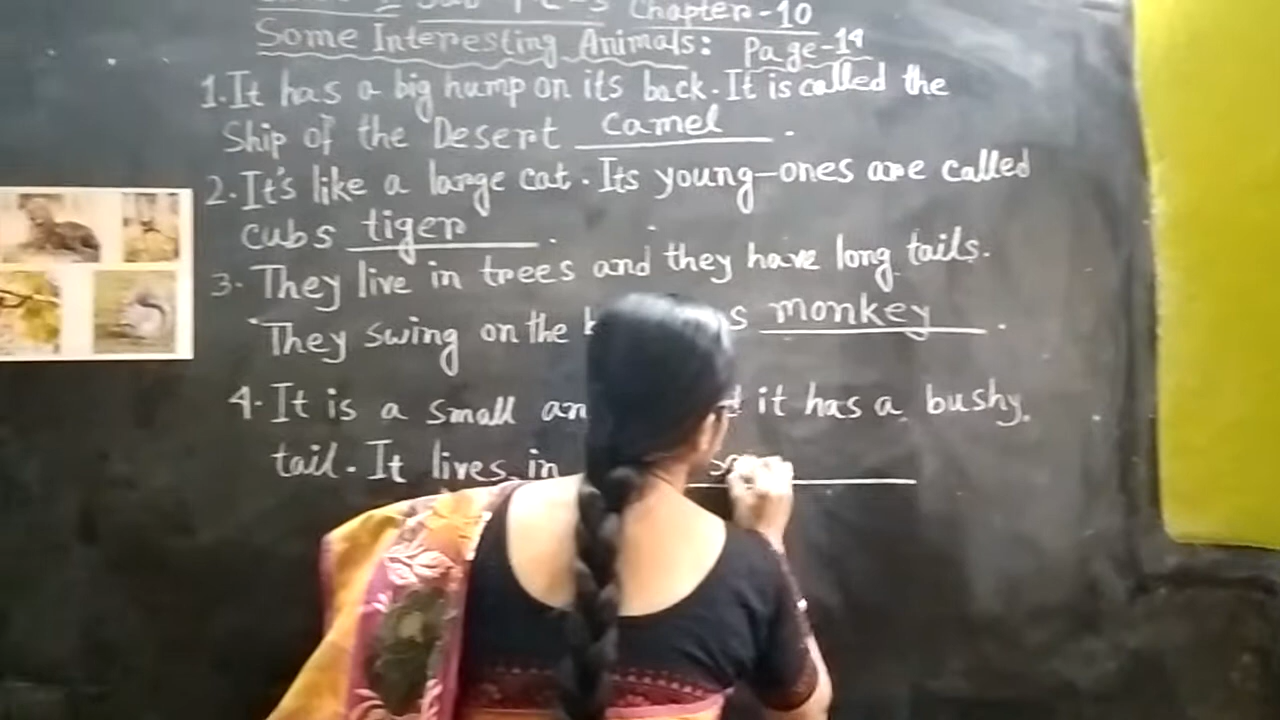 Chapter-10
Some Interesting Animals: Page-14
1. It has a big hump on its back. It is called the
Ship of the Desert camel.
2. It's like a large cat. Its young-ones are called
cubs tiger.
3. They live in trees and they have long tails.
They swing on the monkey.
4. It is a small it has a bushy
tail. It lives in